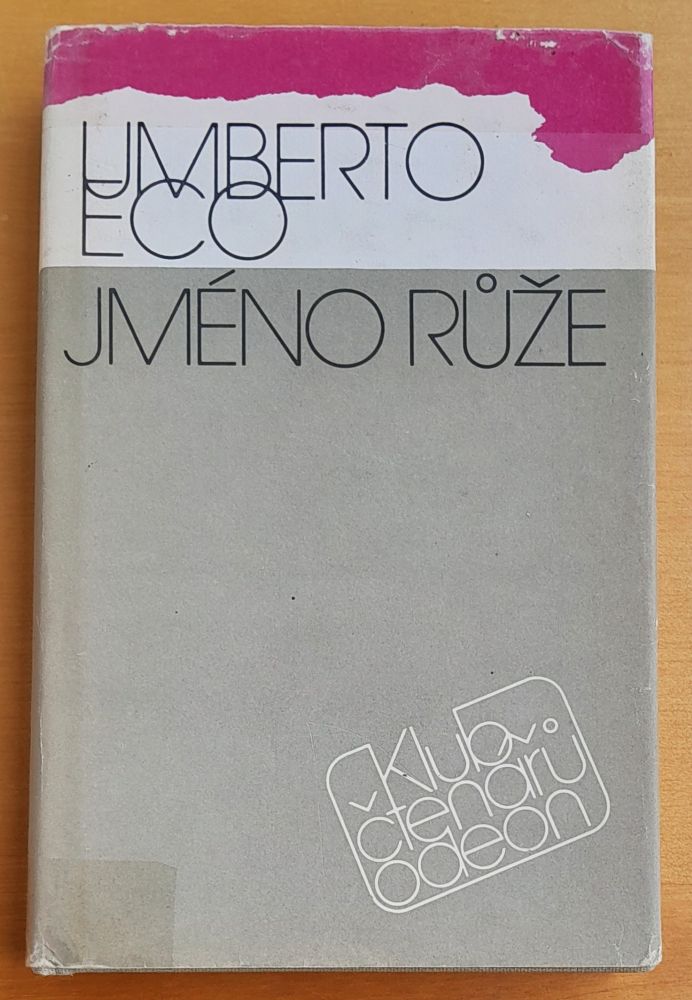 UMBERTO
ECO
JMÉNO RŮŽE
Klub
čtenářů
odeon